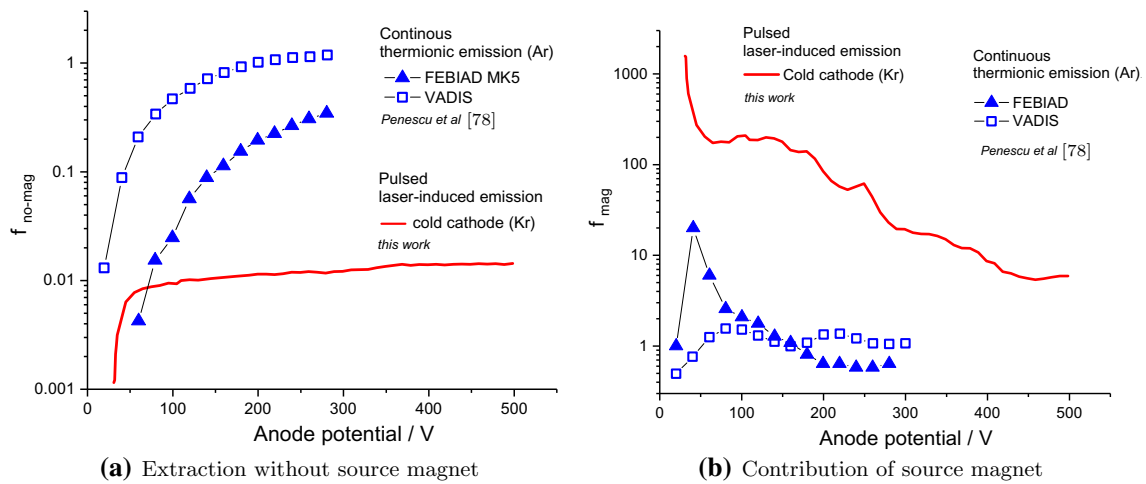 Continous
thermionic emission (Ar)
FEBIAD MK5
VADIS
Penescu et al [78]
Pulsed
laser-induced emission
cold cathode (Kr)
this work
1
0.1
0.01
0.001
f no-mag
0 100 200 300 400 500
Anode potential / V
(a) Extraction without source magnet
Pulsed
laser-induced emission
Cold cathode (Kr)
this work
Continuous
thermionic emission (Ar)
FEBIAD
VADIS
Penescu et al [78]
1000
100
10
1
f mag
0 100 200 300 400 500
Anode potential / V
(b) Contribution of source magnet